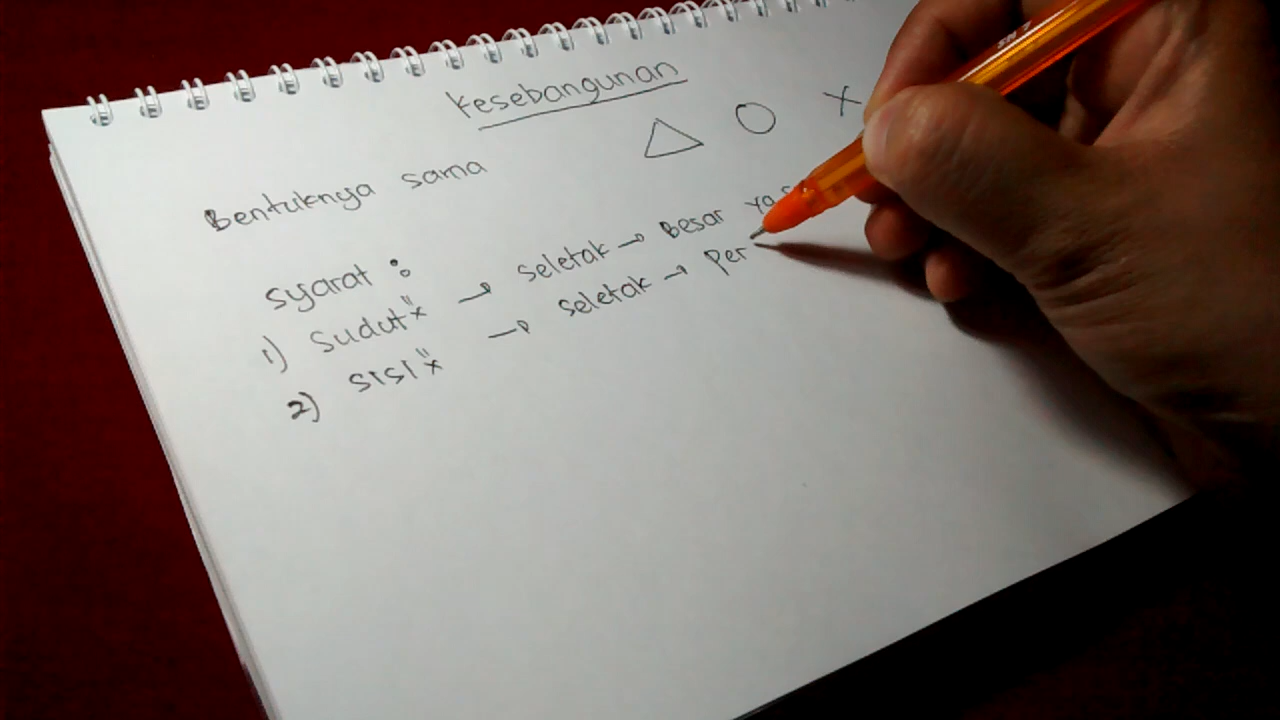 Kesebangunan
Bentuknya sama
syarat :
1) Sudut"x → seletak → Besar
2) sisi"x → seletak → Per